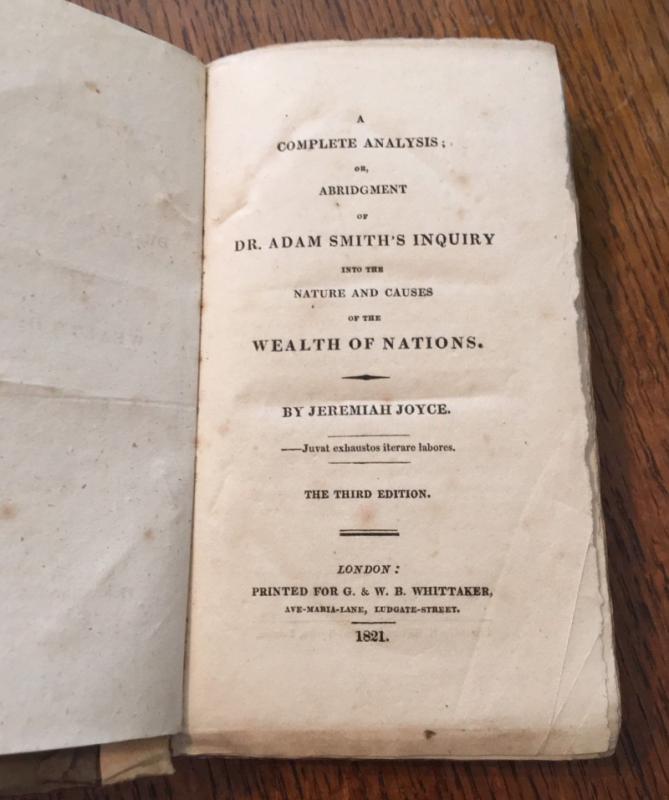 A
COMPLETE ANALYSIS;
OR,
ABRIDGMENT
OF
DR. ADAM SMITH'S INQUIRY
INTO THE
NATURE AND CAUSES
OF THE
WEALTH OF NATIONS.
BY JEREMIAH JOYCE.
——Juvat exhaustos iterare labores.
THE THIRD EDITION.
LONDON:
PRINTED FOR G. & W. B. WHITTAKER,
AVE-MARIA-LANE, LUDGATE-STREET.
1821.